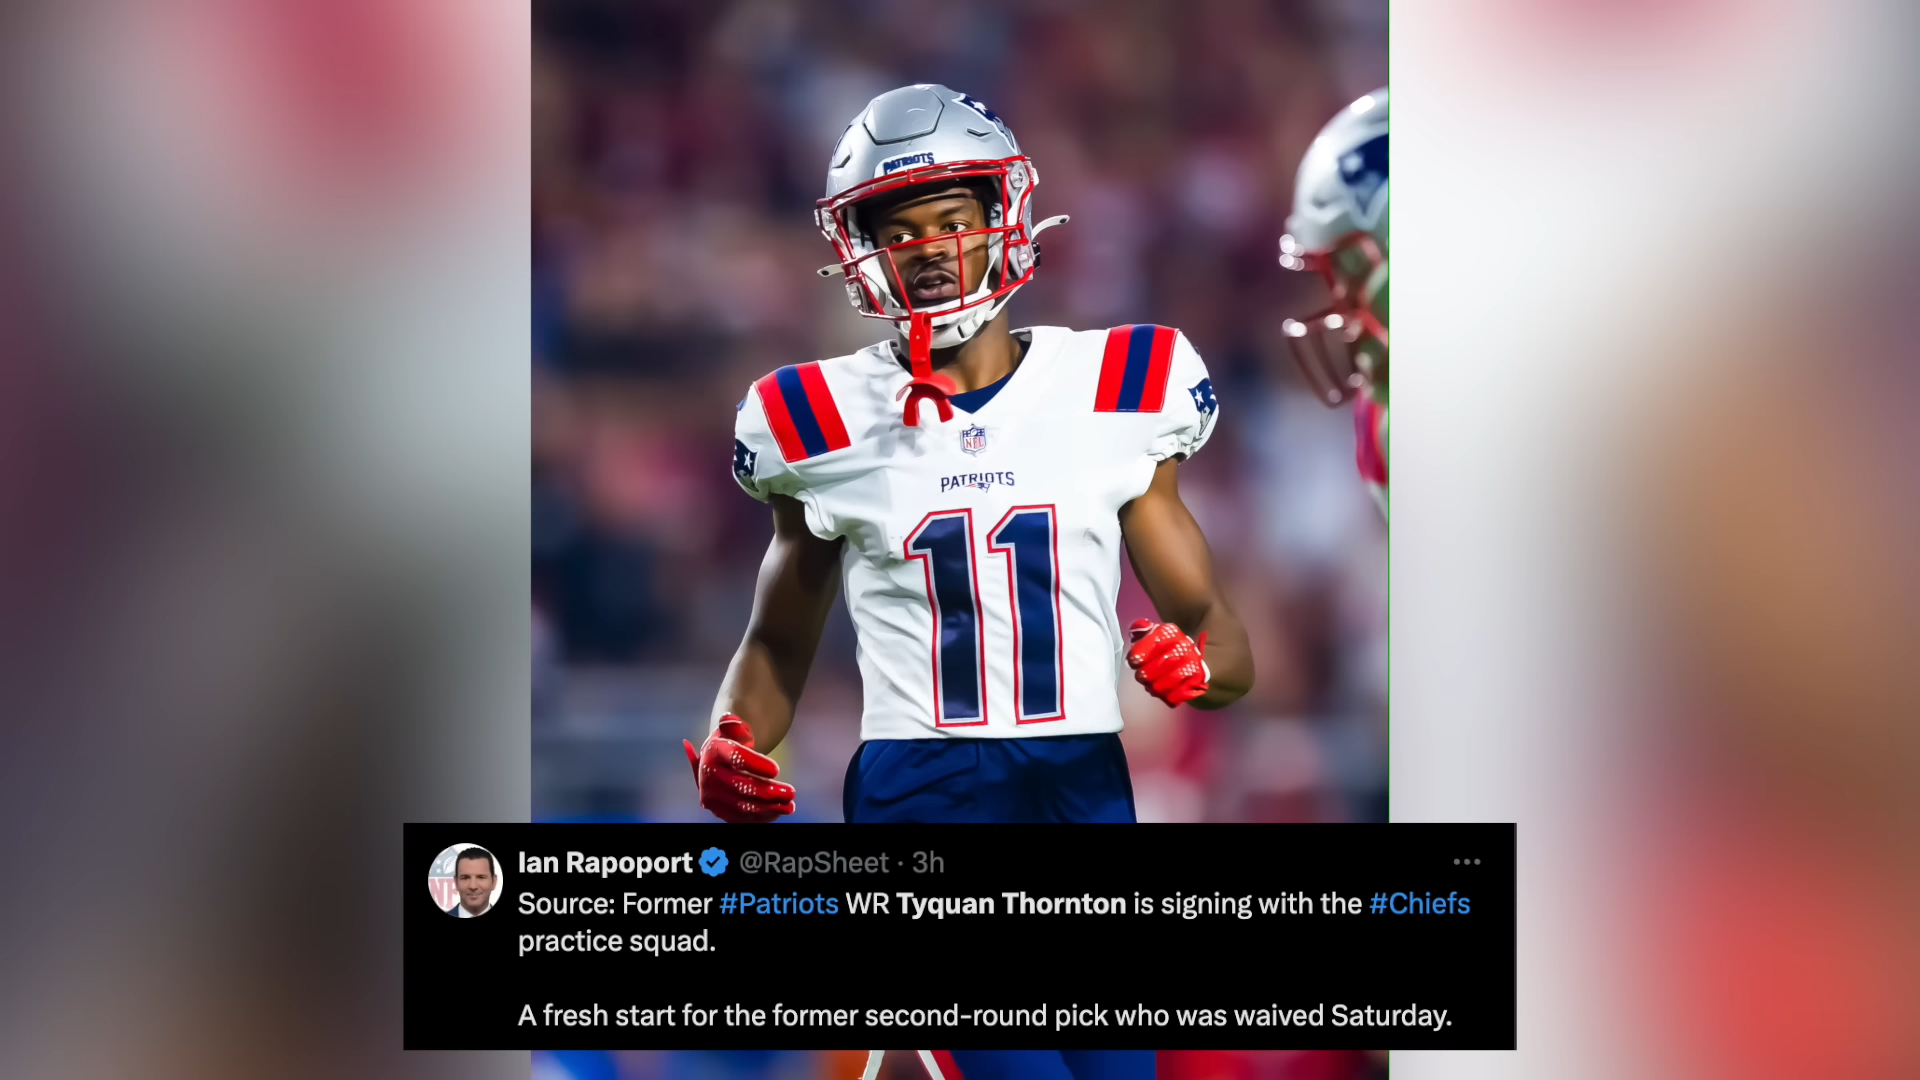 PATRIOTS
NFL
PATRIOTS
11
Ian Rapoport @RapSheet · 3h
Source: Former #Patriots WR Tyquan Thornton is signing with the #Chiefs
practice squad.
A fresh start for the former second-round pick who was waived Saturday.